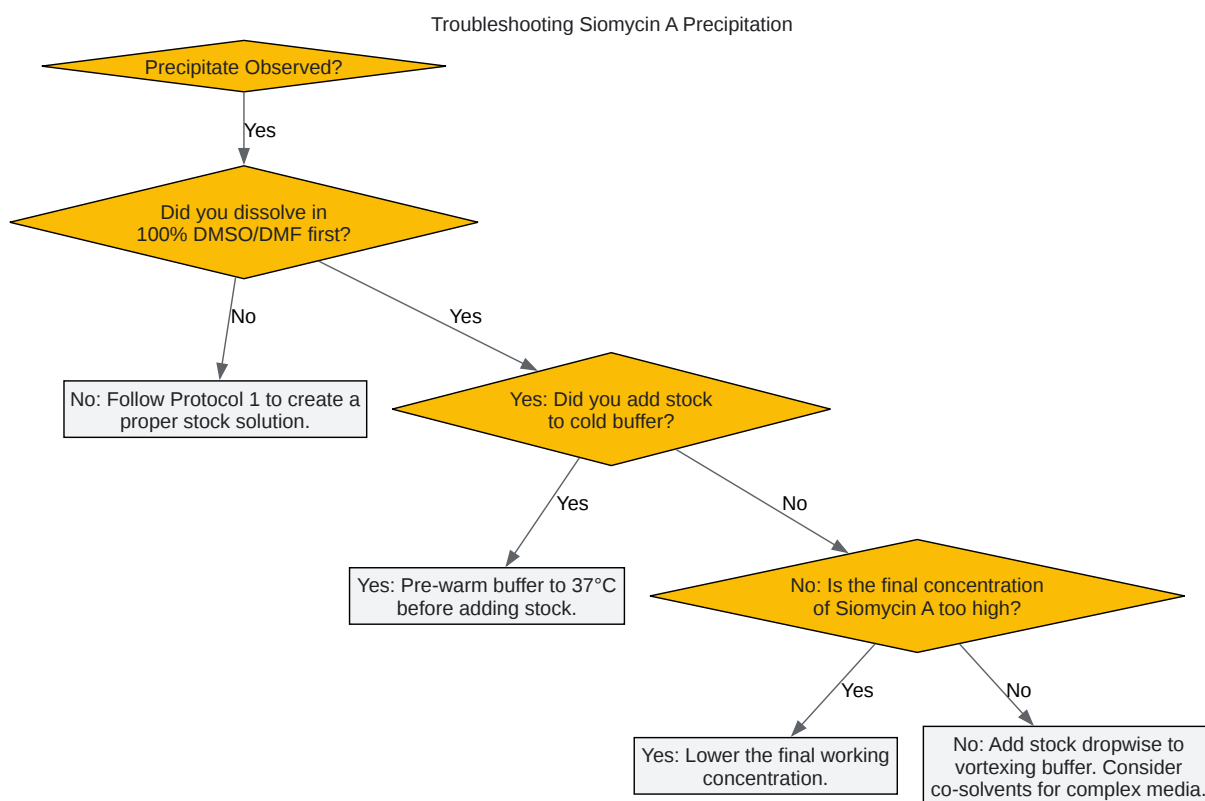 Troubleshooting Siomycin A Precipitation
Precipitate Observed?
Yes
Did you dissolve in
100% DMSO/DMF first?
No
Yes
No: Follow Protocol 1 to create a
proper stock solution.
Yes: Did you add stock
to cold buffer?
Yes
No
Yes: Pre-warm buffer to 37°C
before adding stock.
No: Is the final concentration
of Siomycin A too high?
Yes
No
Yes: Lower the final working
concentration.
No: Add stock dropwise to
vortexing buffer. Consider
co-solvents for complex media.